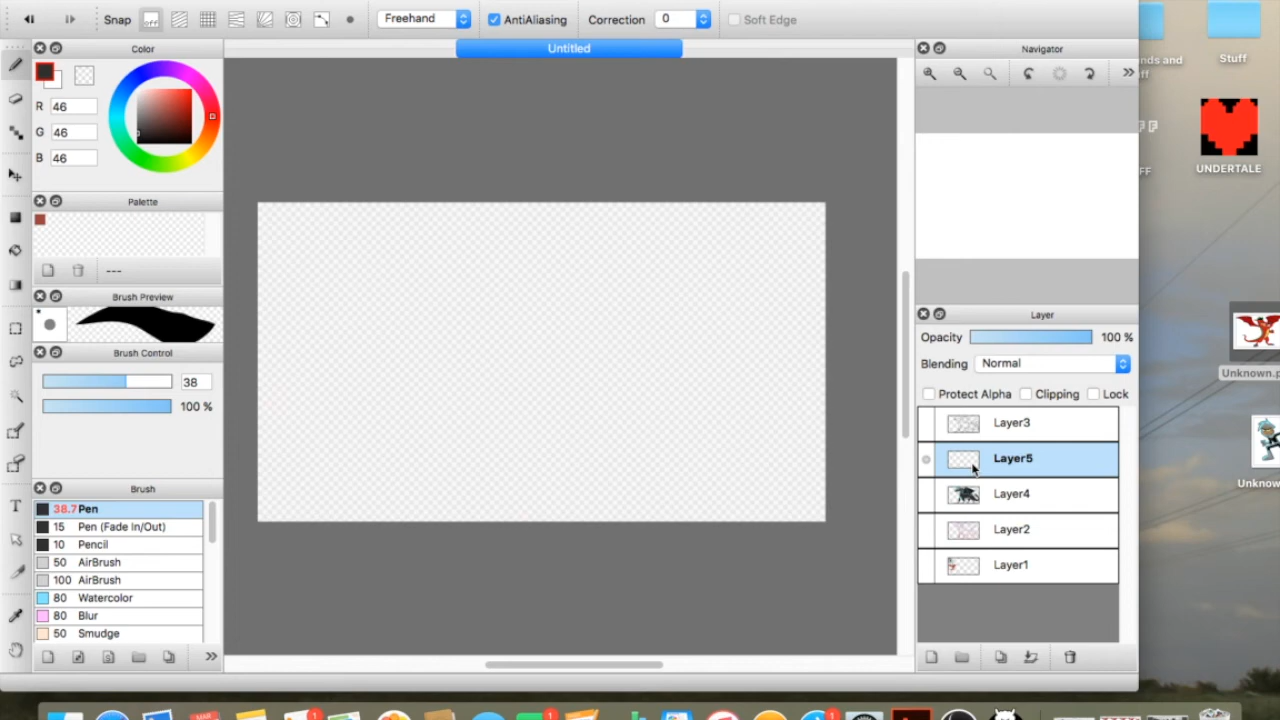 Snap off Freehand AntiAliasing Correction 0 Soft Edge
Color
Untitled
Navigator
R 46
G 46
B 46
Palette
---
Brush Preview
Brush Control
38
100 %
Brush
38.7 Pen
15 Pen (Fade In/Out)
10 Pencil
50 AirBrush
100 AirBrush
80 Watercolor
80 Blur
50 Smudge
T
Layer
Opacity 100 %
Blending Normal
Protect Alpha Clipping Lock
Layer3
Layer5
Layer4
Layer2
Layer1
Stuff
UNDERTALE
Unknown.p
Unknow